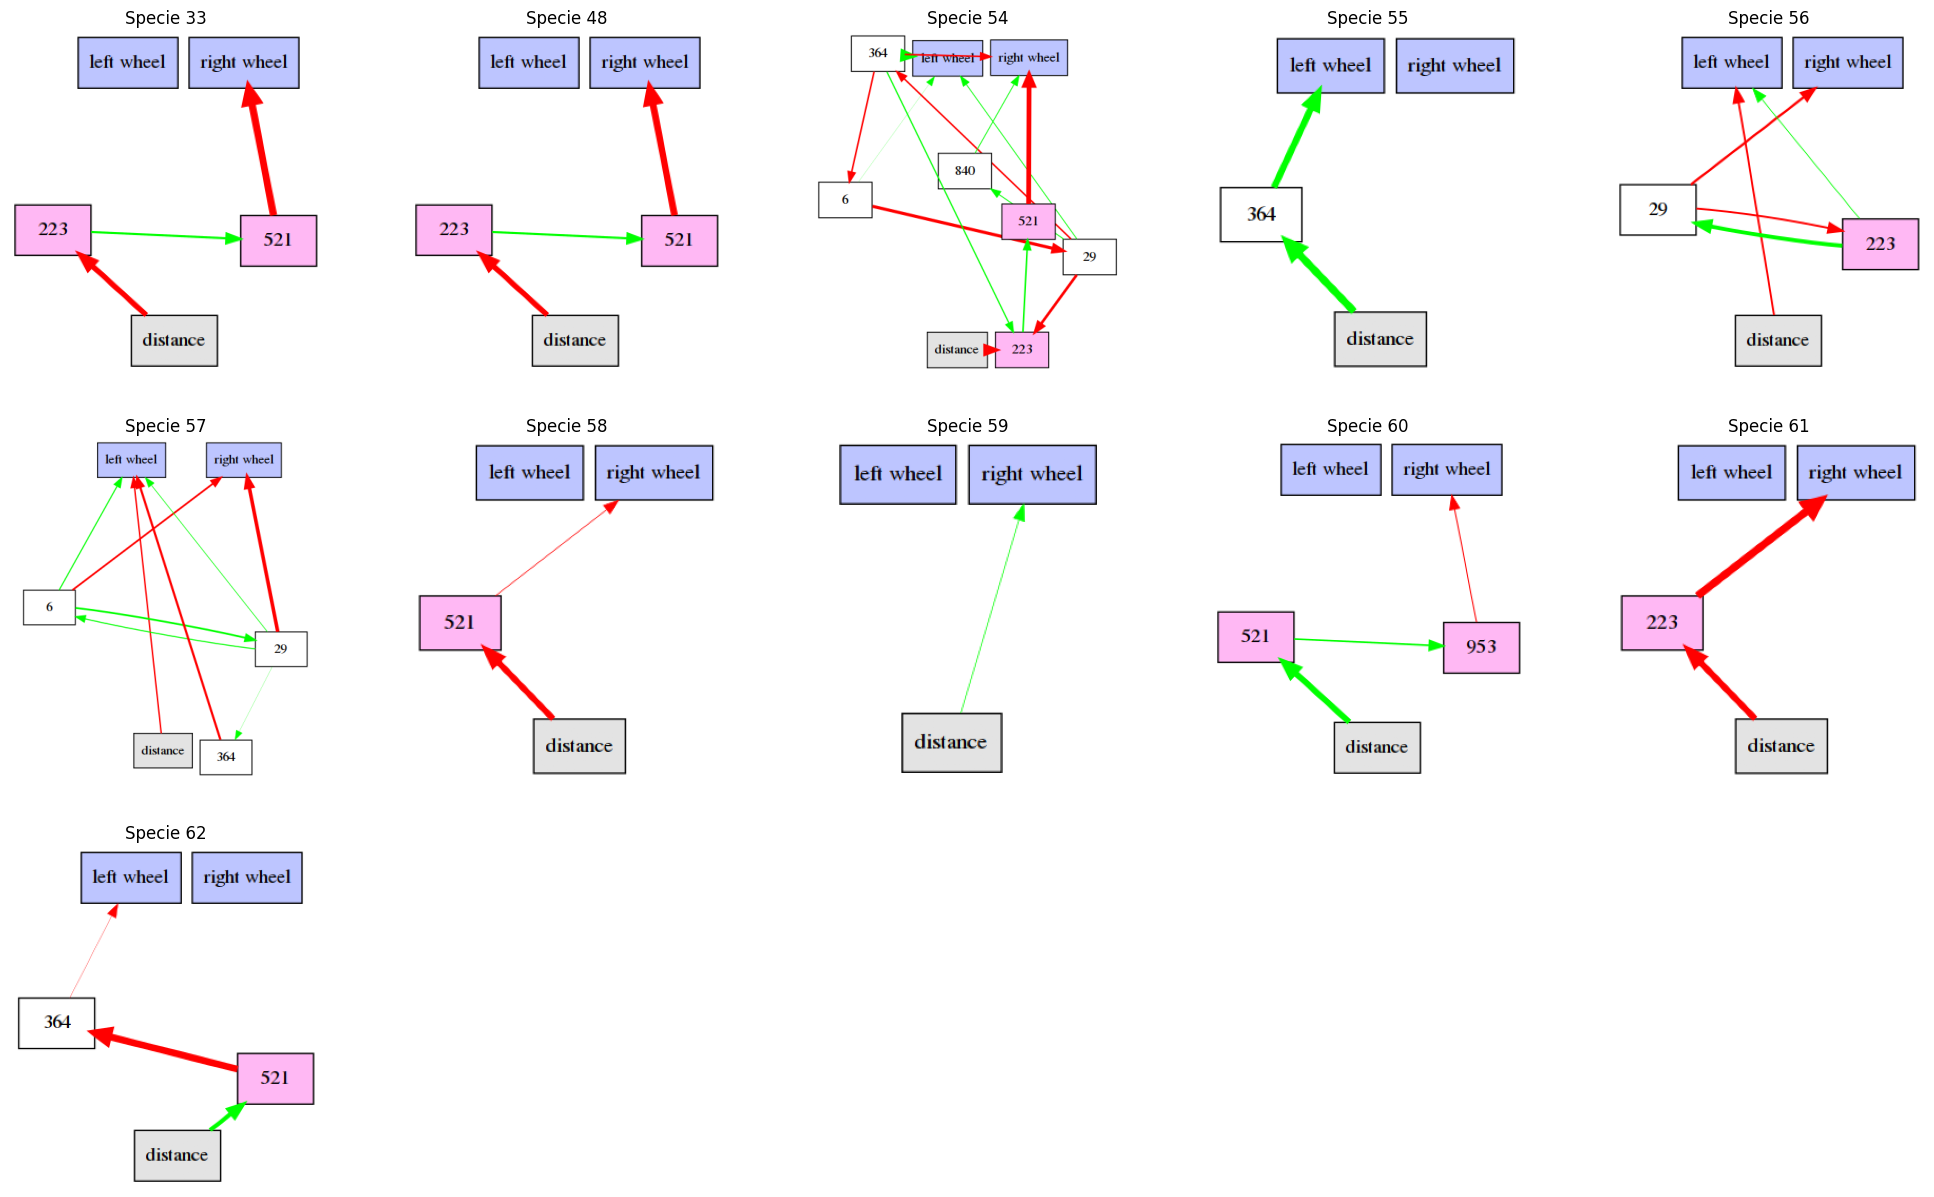 Specie 33
left wheel
right wheel
223
521
distance
Specie 48
left wheel
right wheel
223
521
distance
Specie 54
364
left wheel
right wheel
840
6
521
29
distance
223
Specie 55
left wheel
right wheel
364
distance
Specie 56
left wheel
right wheel
29
223
distance
Specie 57
left wheel
right wheel
6
29
distance
364
Specie 58
left wheel
right wheel
521
distance
Specie 59
left wheel
right wheel
distance
Specie 60
left wheel
right wheel
521
953
distance
Specie 61
left wheel
right wheel
223
distance
Specie 62
left wheel
right wheel
364
521
distance